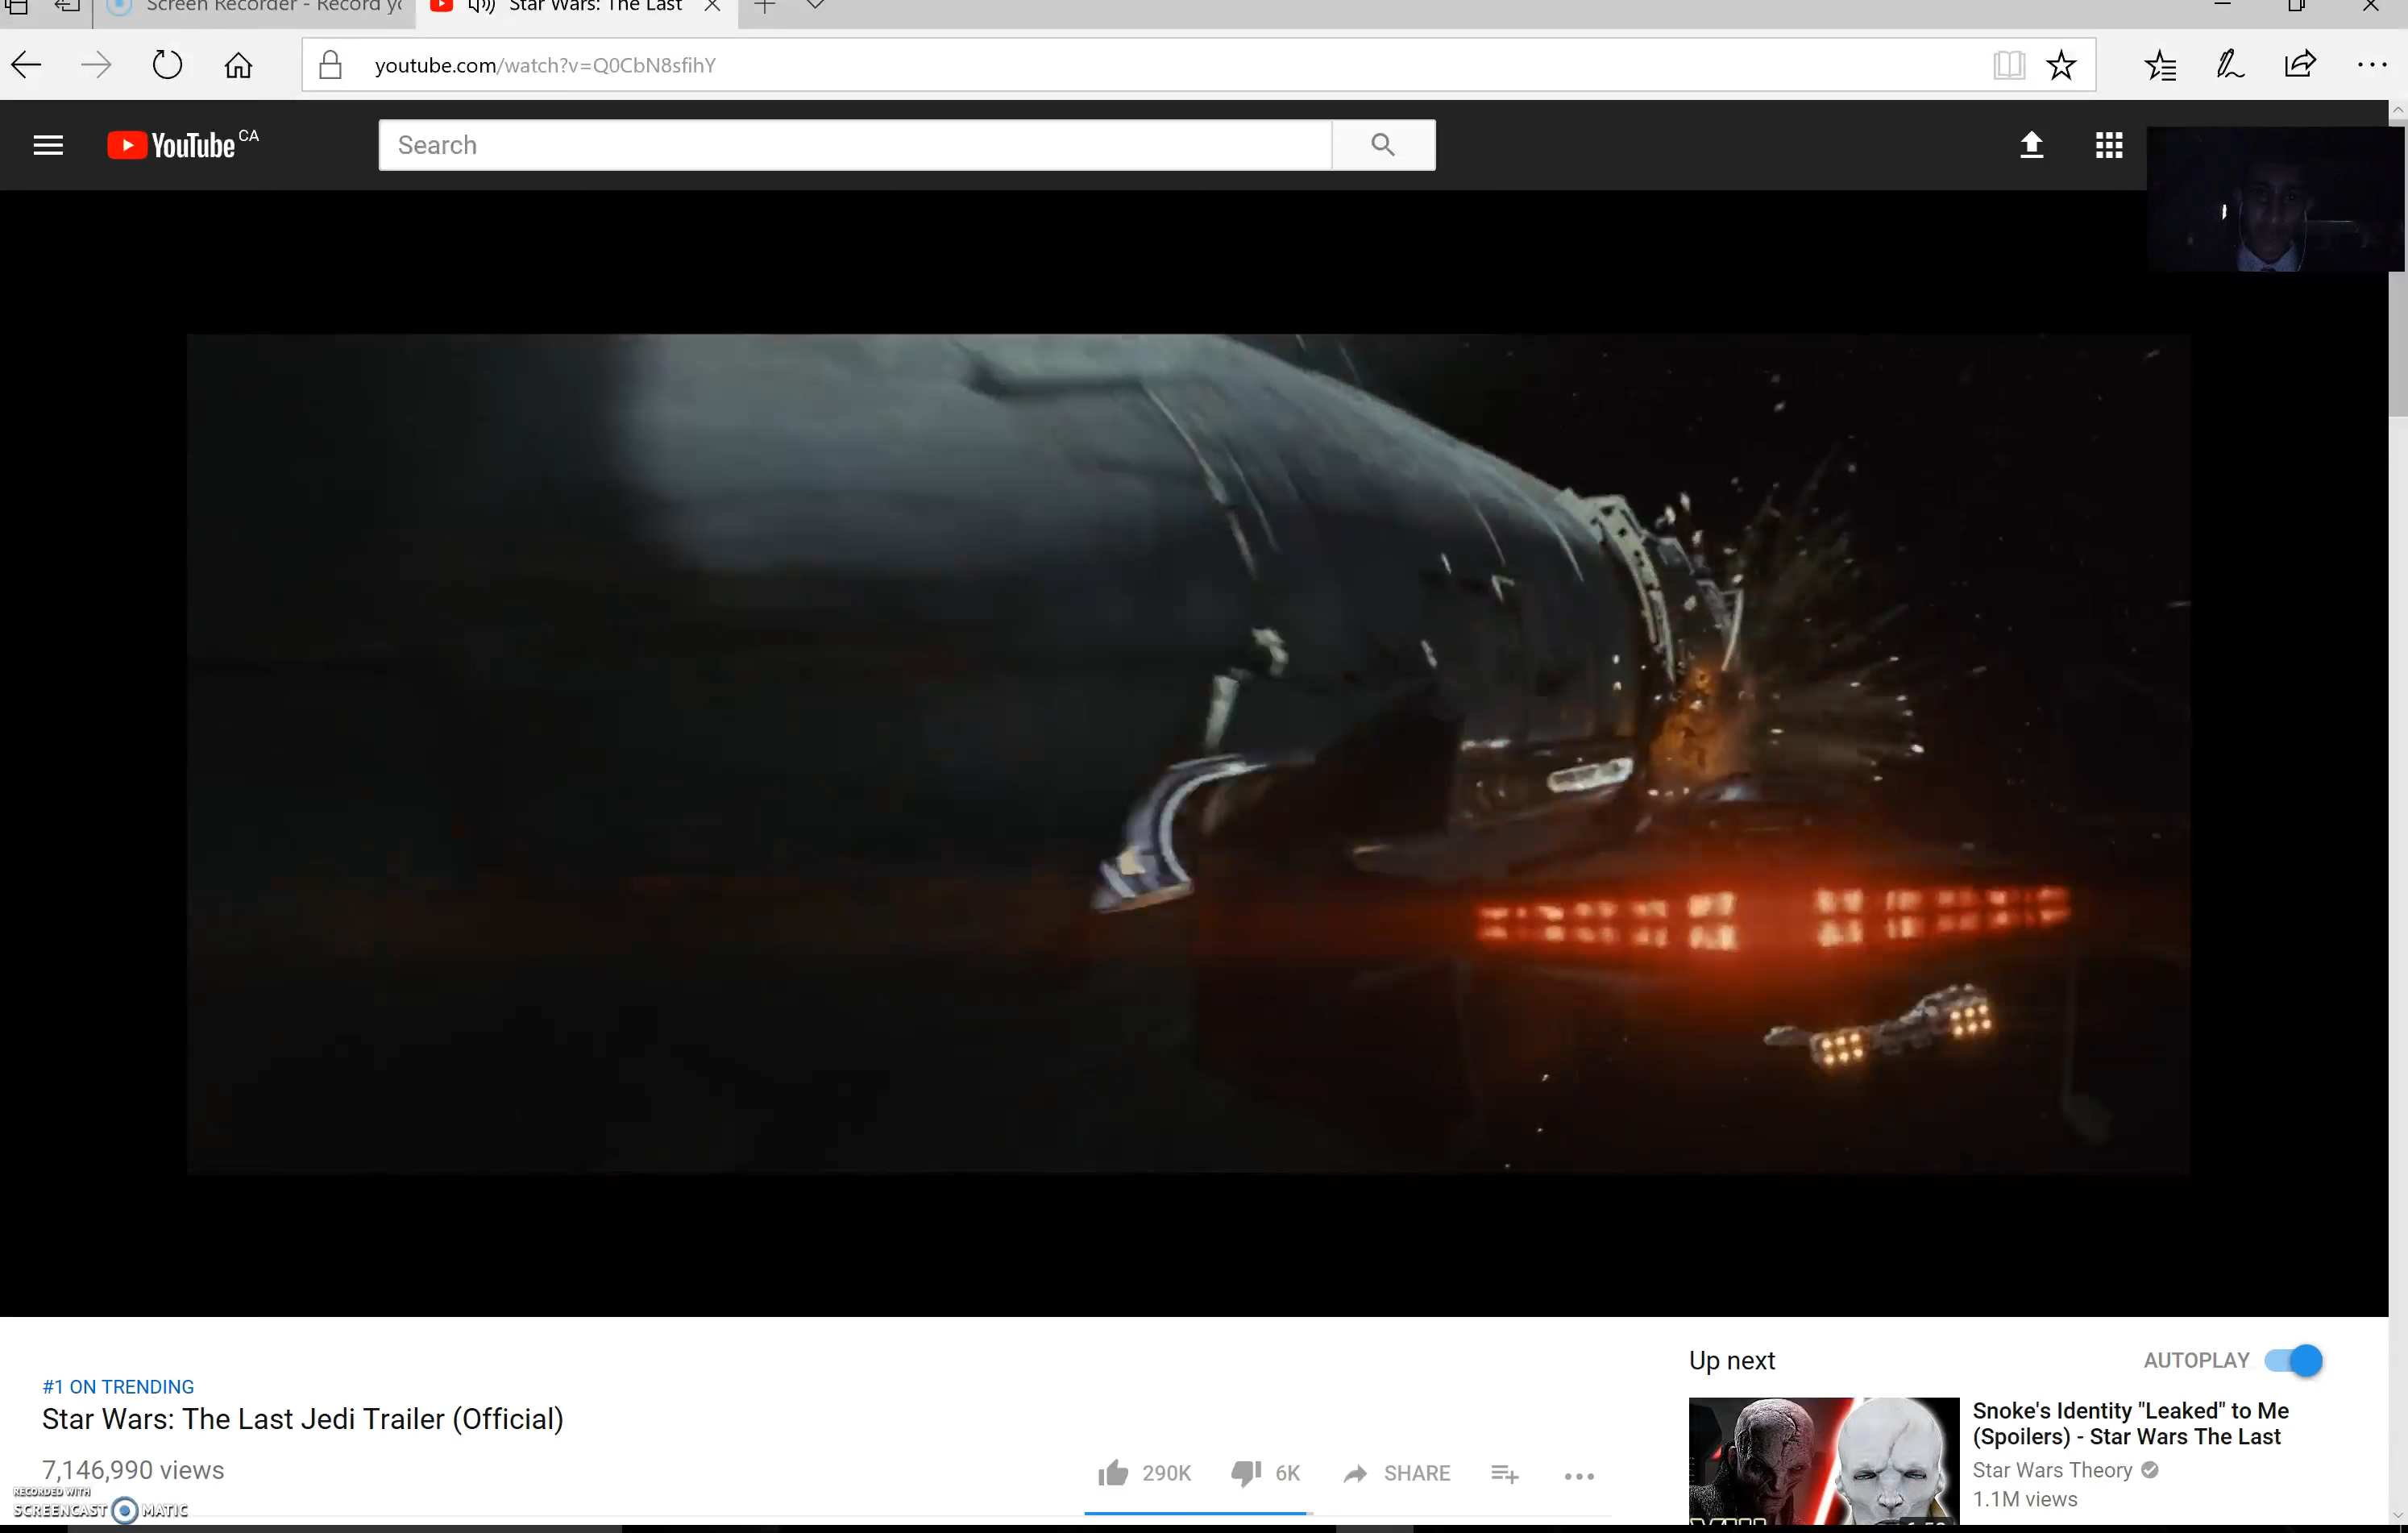 Screen Recorder - Record yo
Star Wars: The Last
youtube.com/watch?v=Q0CbN8sfihY
YouTube CA
Search
#1 ON TRENDING
Star Wars: The Last Jedi Trailer (Official)
7,146,990 views
290K
6K
SHARE
Up next
AUTOPLAY
Snoke's Identity "Leaked" to Me
(Spoilers) - Star Wars The Last
Star Wars Theory
1.1M views
RECORDED WITH
SCREENCAST MATIC